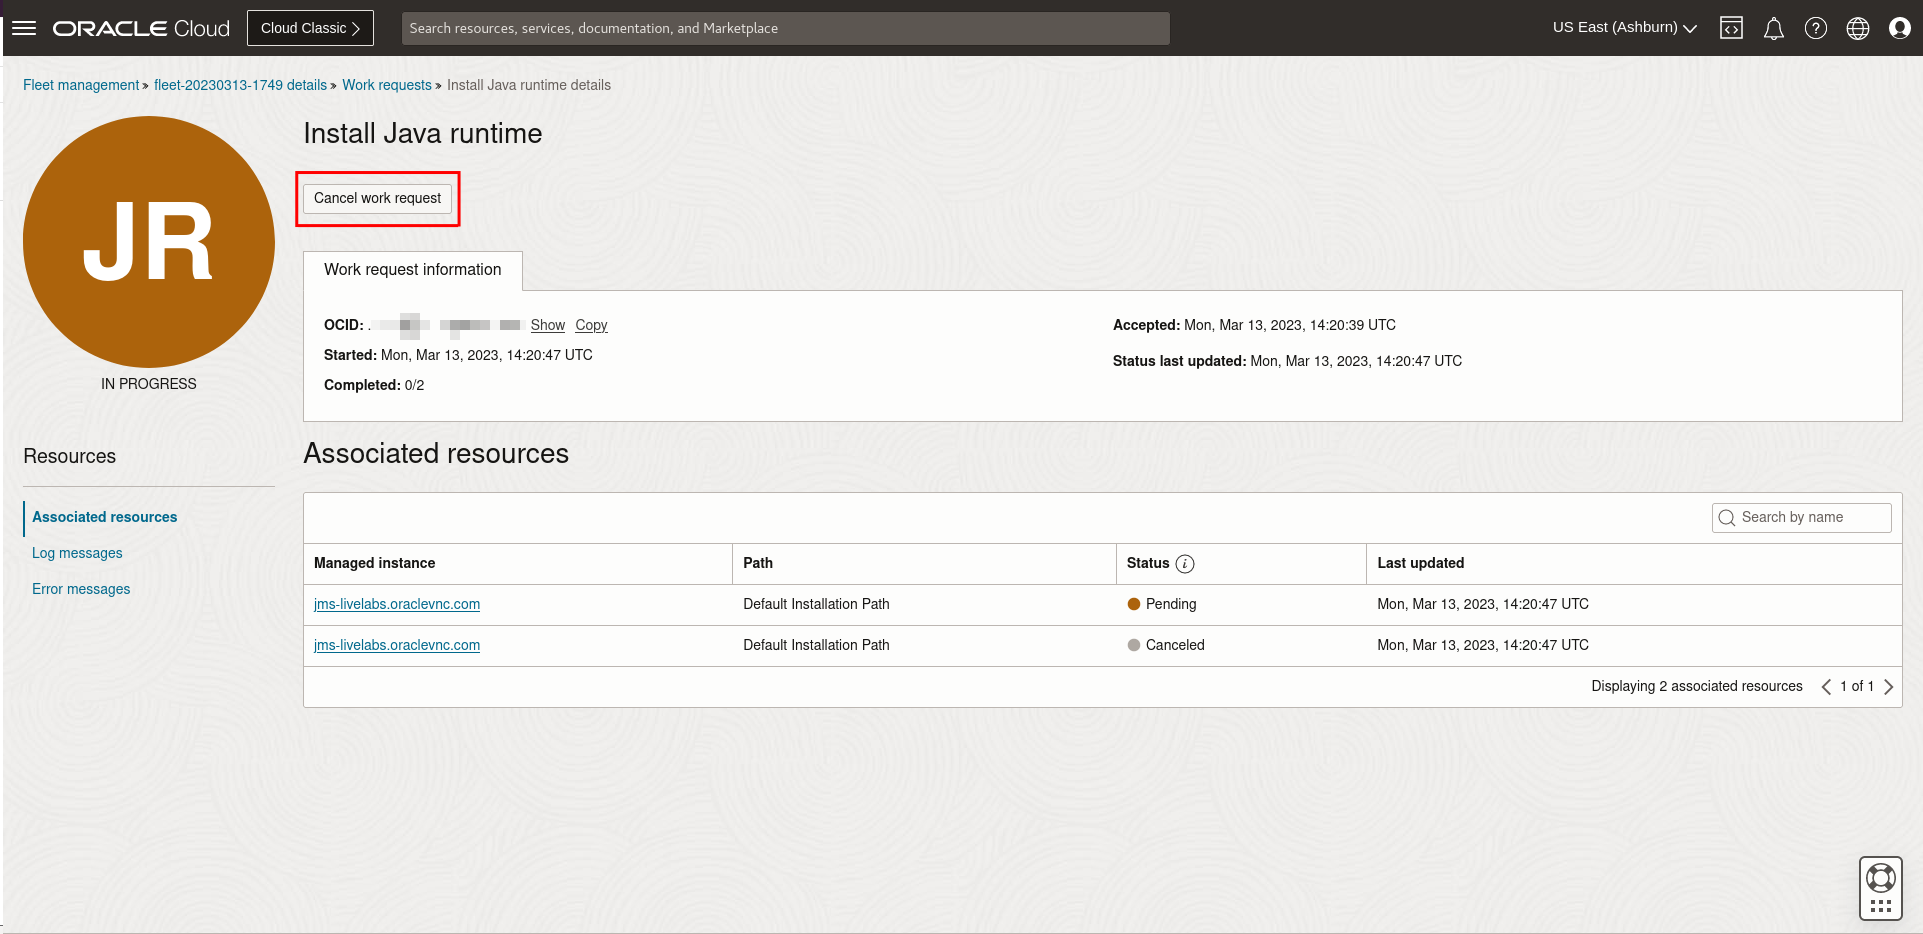 ORACLE Cloud
Cloud Classic
Search resources, services, documentation, and Marketplace
US East (Ashburn)
Fleet management » fleet-20230313-1749 details » Work requests » Install Java runtime details
JR
IN PROGRESS
Install Java runtime
Cancel work request
Work request information
OCID: Show Copy
Started: Mon, Mar 13, 2023, 14:20:47 UTC
Completed: 0/2
Accepted: Mon, Mar 13, 2023, 14:20:39 UTC
Status last updated: Mon, Mar 13, 2023, 14:20:47 UTC
Resources
Associated resources
Log messages
Error messages
Associated resources
Search by name
Managed instance Path Status i Last updated
jms-livelabs.oraclevnc.com Default Installation Path Pending Mon, Mar 13, 2023, 14:20:47 UTC
jms-livelabs.oraclevnc.com Default Installation Path Canceled Mon, Mar 13, 2023, 14:20:47 UTC
Displaying 2 associated resources 1 of 1